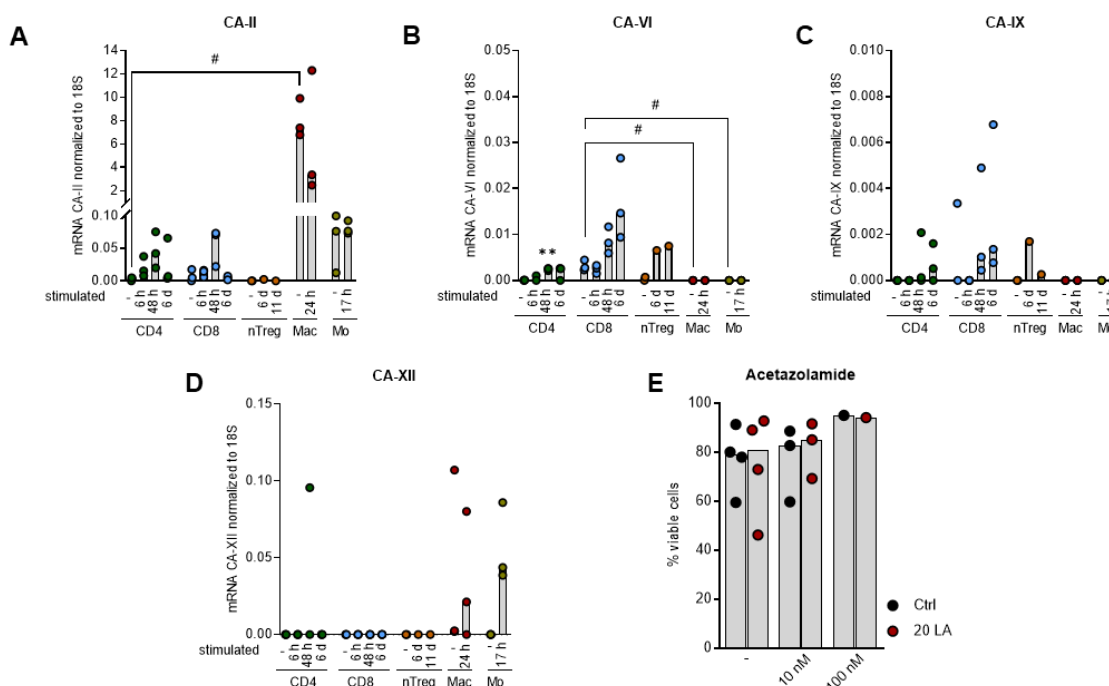 A
CA-II
mRNA CA-II normalized to 18S
14
12
10
8
6
4
2
0.10
0.05
0.00
#
stimulated
- 6 h 48 h 6 d - 6 h 48 h 6 d - 6 d 11 d - 24 h - 17 h
CD4 CD8 nTreg Mac Mo
B
CA-VI
mRNA CA-VI normalized to 18S
0.05
0.04
0.03
0.02
0.01
0.00
#
#
**
stimulated
- 6 h 48 h 6 d - 6 h 48 h 6 d - 6 d 11 d - 24 h - 17 h
CD4 CD8 nTreg Mac Mo
C
CA-IX
mRNA CA-IX normalized to 18S
0.010
0.008
0.006
0.004
0.002
0.000
stimulated
- 6 h 48 h 6 d - 6 h 48 h 6 d - 6 d 11 d - 24 h -
CD4 CD8 nTreg Mac
D
CA-XII
mRNA CA-XII normalized to 18S
0.15
0.10
0.05
0.00
stimulated
- 6 h 48 h 6 d - 6 h 48 h 6 d - 6 d 11 d - 24 h - 17 h
CD4 CD8 nTreg Mac Mo
E
Acetazolamide
% viable cells
100
80
60
40
20
0
- 10 nM 100 nM
Ctrl
20 LA